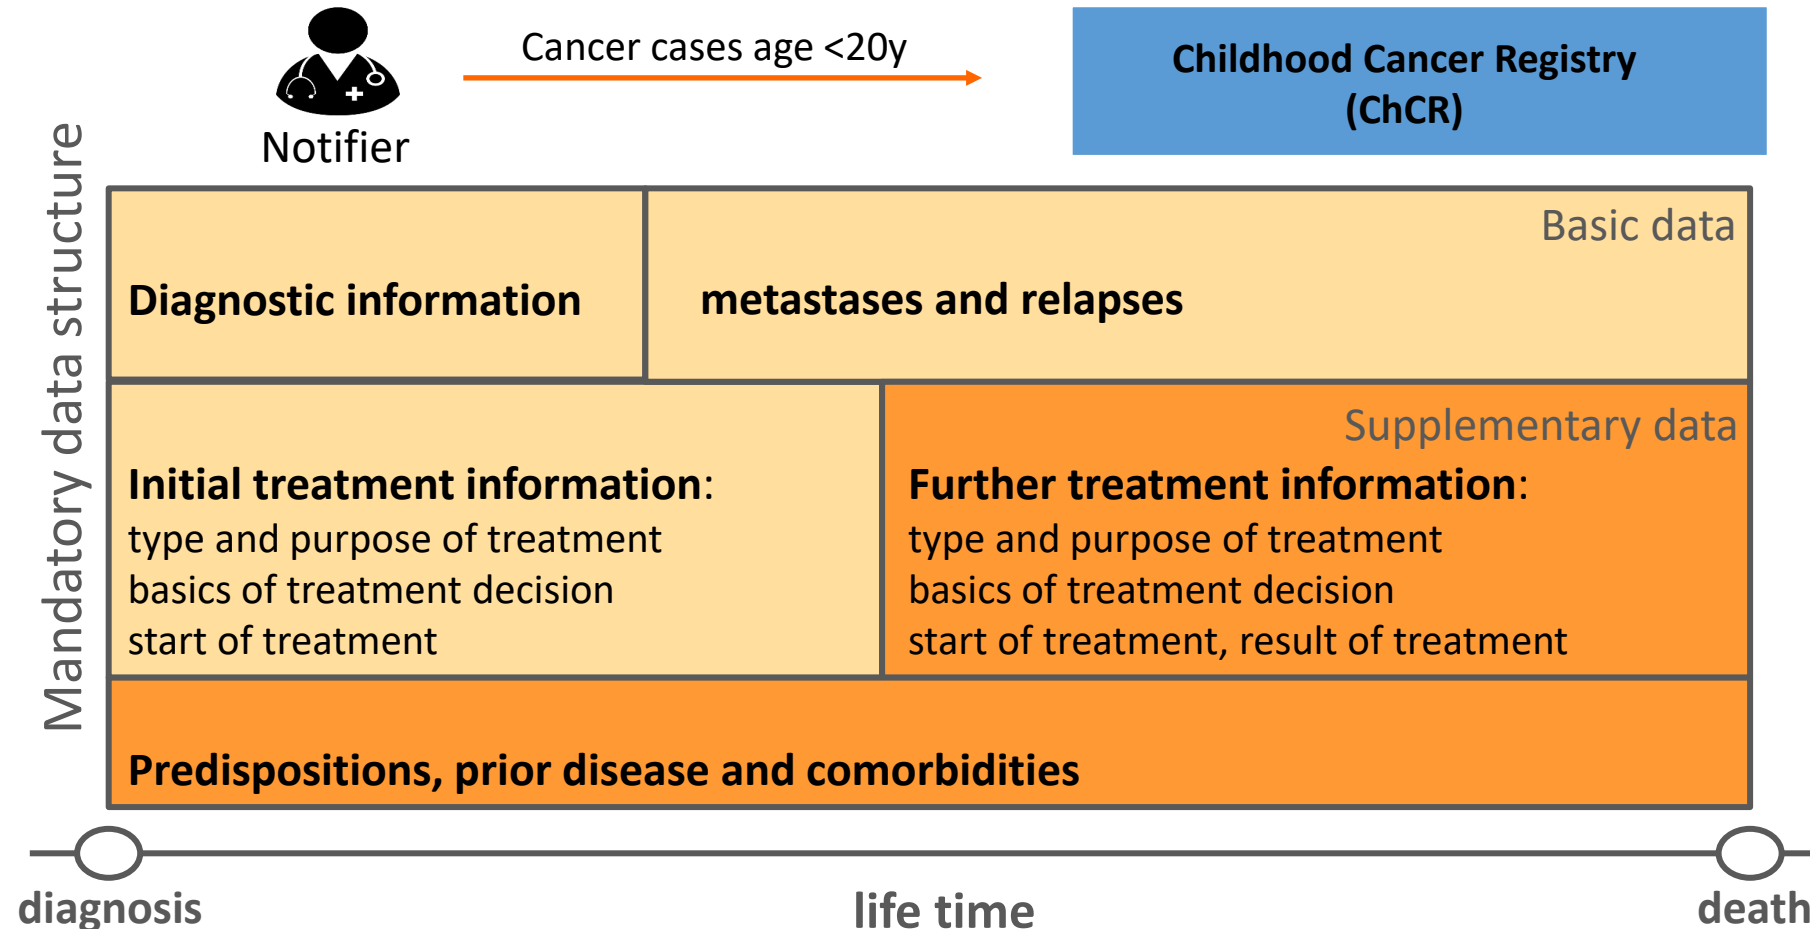 Cancer cases age <20y
Notifier
Childhood Cancer Registry
(ChCR)
Mandatory data structure
Basic data
Diagnostic information
metastases and relapses
Initial treatment information:
type and purpose of treatment
basics of treatment decision
start of treatment
Supplementary data
Further treatment information:
type and purpose of treatment
basics of treatment decision
start of treatment, result of treatment
Predispositions, prior disease and comorbidities
diagnosis
life time
death